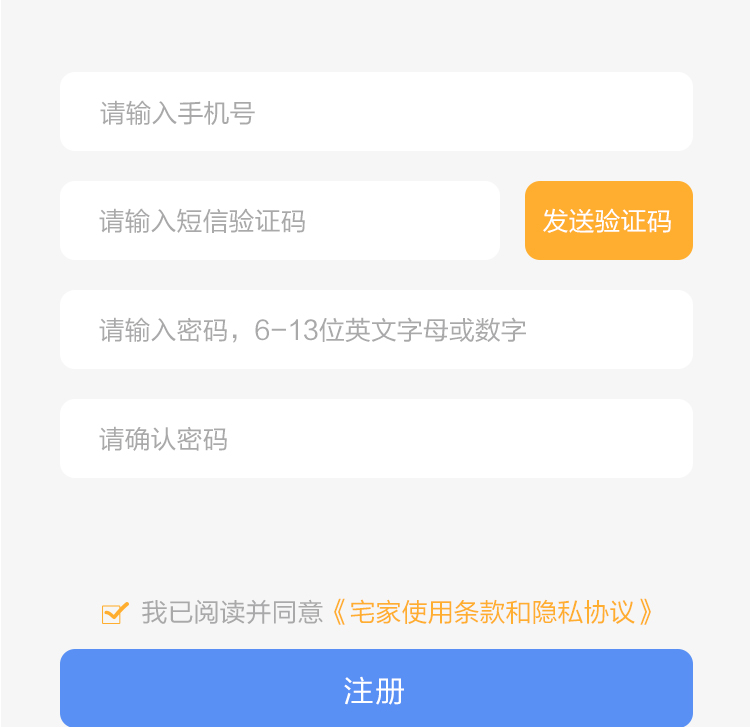 请输入手机号
请输入短信验证码 发送验证码
请输入密码，6-13位英文字母或数字
请确认密码
我已阅读并同意《宅家使用条款和隐私协议》
注册